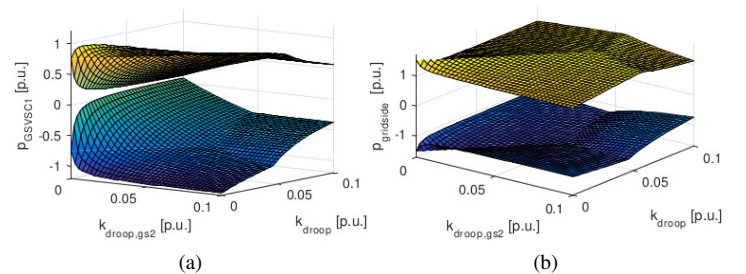 1
0.5
0
-0.5
-1
p_GSVSC1 [p.u.]
0
0.05
0.1
k_droop,gs2 [p.u.]
0
0.05
0.1
k_droop [p.u.]
(a)
1
0
-1
p_gridside [p.u.]
0
0.05
0.1
k_droop,gs2 [p.u.]
0
0.05
0.1
k_droop [p.u.]
(b)